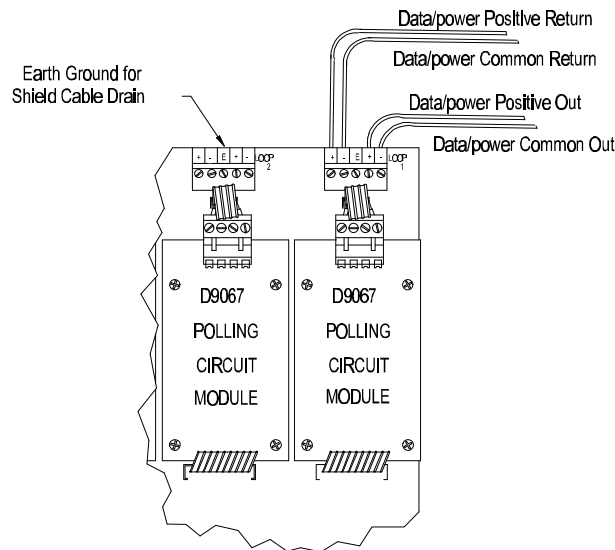 Data/power Positive Return
Data/power Common Return
Earth Ground for
Shield Cable Drain
Data/power Positive Out
Data/power Common Out
+ - E + - LOOP 2
+ - E + - LOOP 1
D9067
POLLING
CIRCUIT
MODULE
D9067
POLLING
CIRCUIT
MODULE